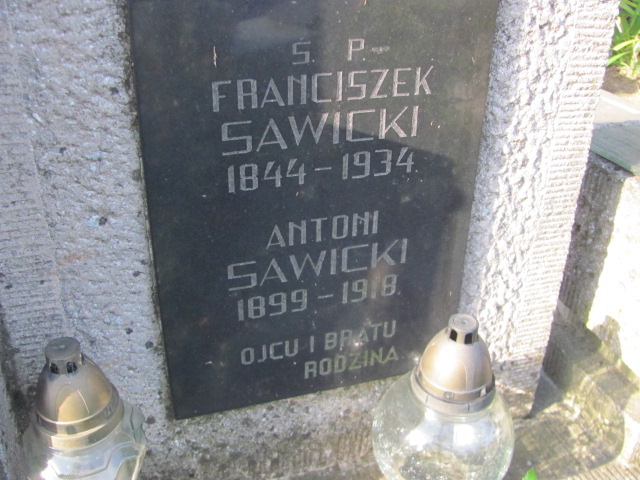 Ś. P.
FRANCISZEK
SAWICKI
1844 - 1934
ANTONI
SAWICKI
1899 - 1918
OJCU I BRATU
RODZINA